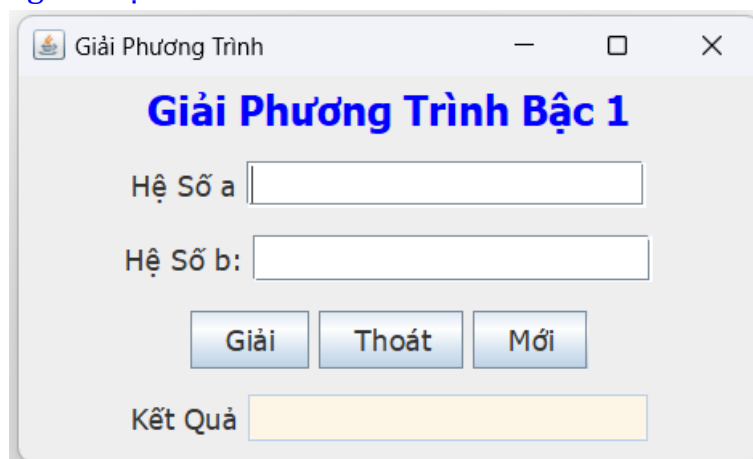 Giải Phương Trình
Giải Phương Trình Bậc 1
Hệ Số a
Hệ Số b:
Giải Thoát Mới
Kết Quả